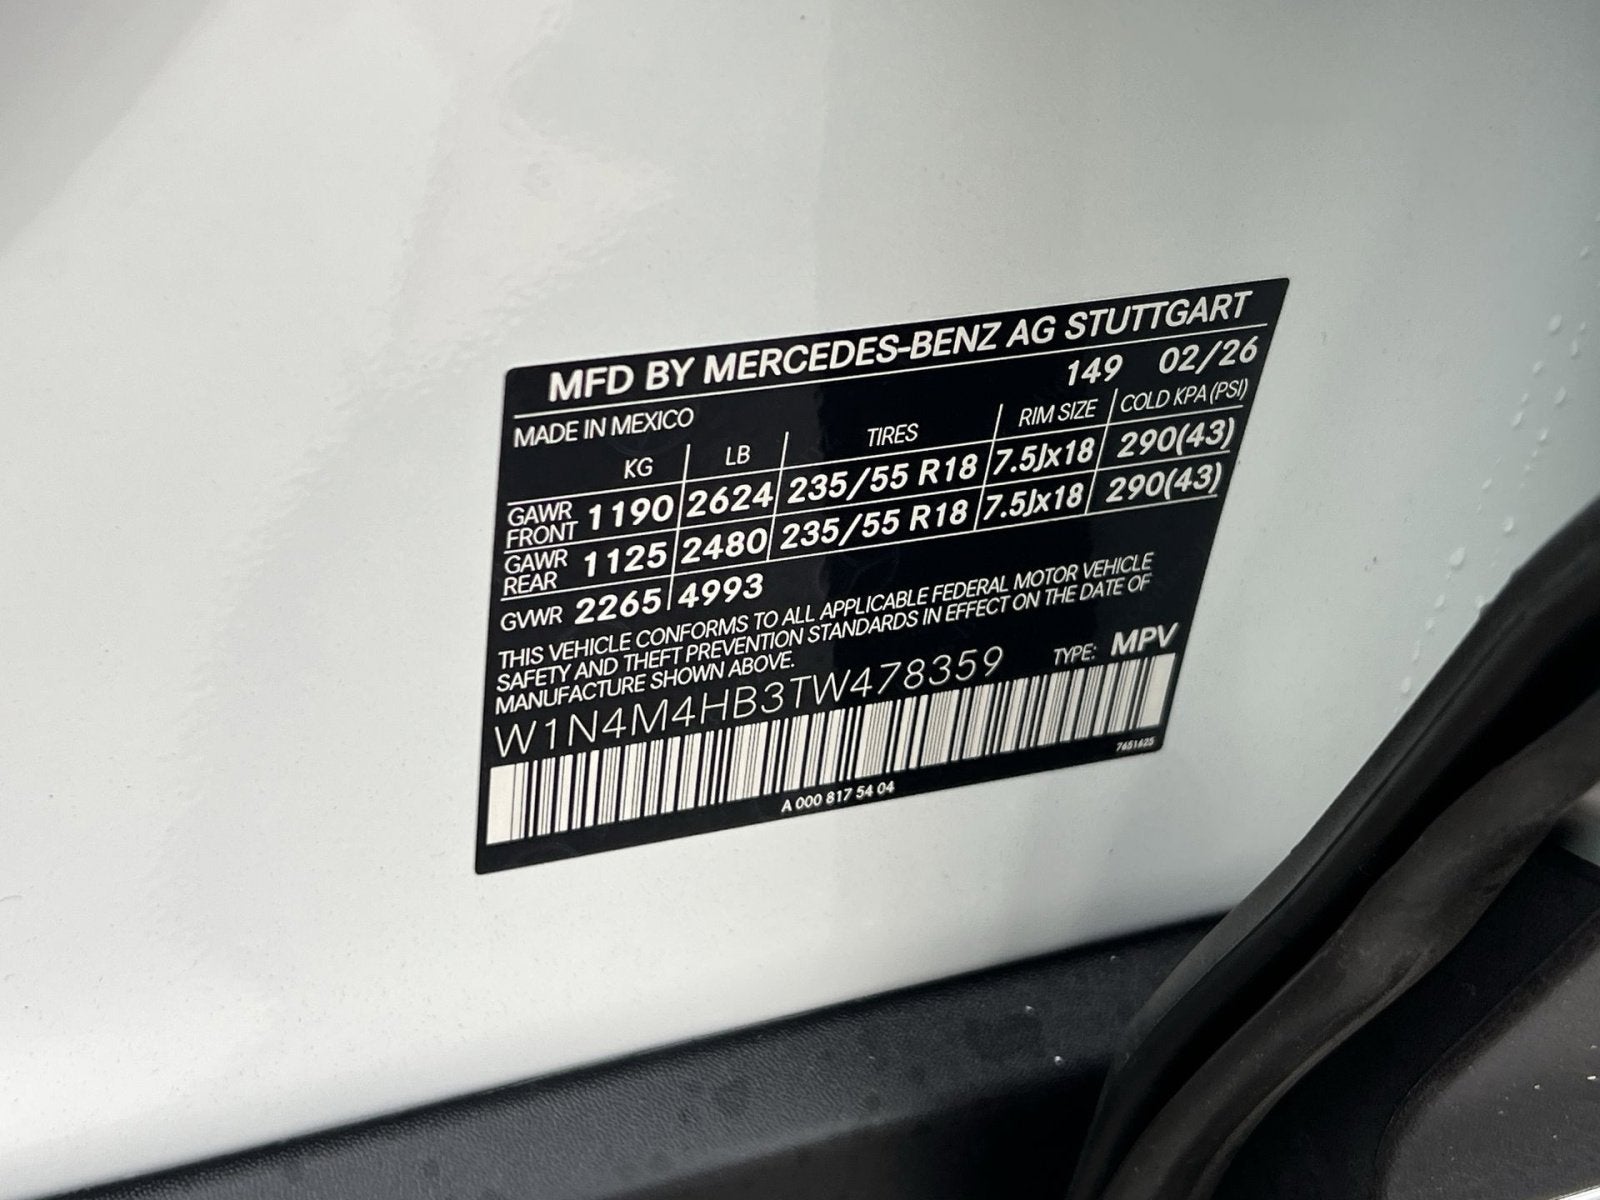 MFD BY MERCEDES-BENZ AG STUTTGART
149 02/26
MADE IN MEXICO
KG LB TIRES RIM SIZE COLD KPA (PSI)
GAWR FRONT 1190 2624 235/55 R18 7.5Jx18 290(43)
GAWR REAR 1125 2480 235/55 R18 7.5Jx18 290(43)
GVWR 2265 4993
THIS VEHICLE CONFORMS TO ALL APPLICABLE FEDERAL MOTOR VEHICLE
SAFETY AND THEFT PREVENTION STANDARDS IN EFFECT ON THE DATE OF
MANUFACTURE SHOWN ABOVE.
W1N4M4HB3TW478359 TYPE: MPV
7651625
A 000 817 54 04